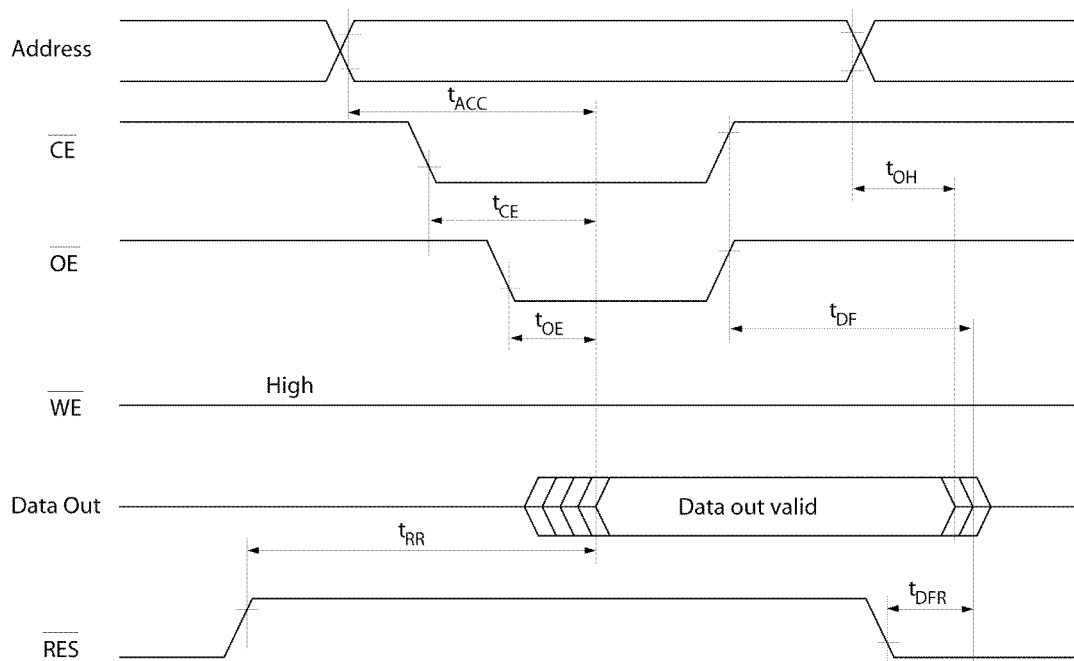 Address
tACC
CE
tOH
tCE
OE
tDF
tOE
High
WE
Data Out
Data out valid
tRR
tDFR
RES